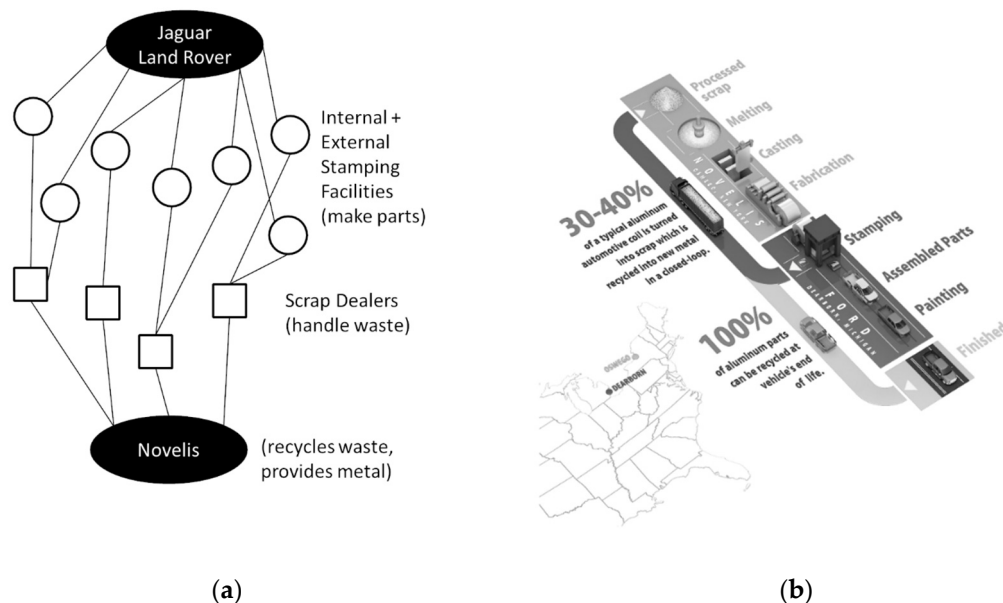 Jaguar
Land Rover
Internal +
External
Stamping
Facilities
(make parts)
Scrap Dealers
(handle waste)
Novelis
(recycles waste,
provides metal)
(a)
Processed
scrap
Melting
Casting
Fabrication
NOVELIS
Stamping
Assembled Parts
Painting
FORD
DEARBORN MICHIGAN
Finished
30-40%
of a typical aluminum
automotive coil is turned
into scrap which is
recycled into new metal
in a closed-loop.
100%
of aluminum parts
can be recycled at
vehicle's end
of life.
OSWEGO
DEARBORN
(b)